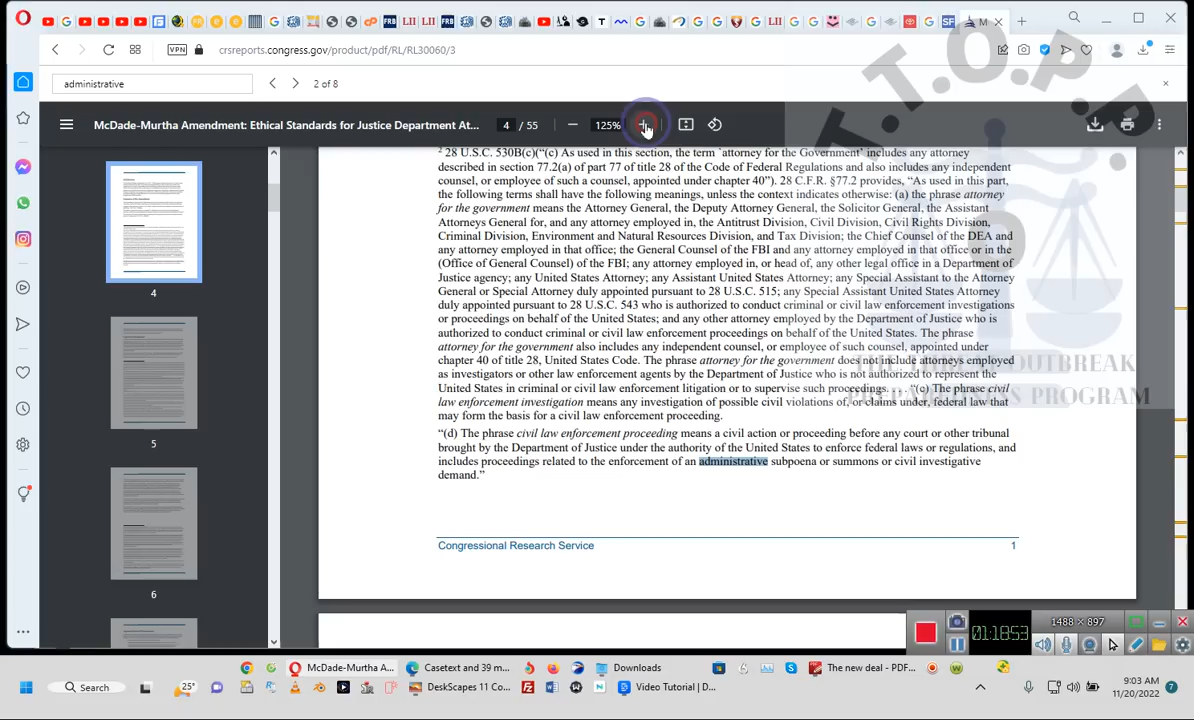 LII
LII
FRB
FRB
LII
SF
M
VPN
crsreports.congress.gov/product/pdf/RL/RL30060/3
administrative
2 of 8
McDade-Murtha Amendment: Ethical Standards for Justice Department At...
4 / 55
125%
4
5
6
² 28 U.S.C. 530B(c)(“(c) As used in this section, the term `attorney for the Government’ includes any attorney
described in section 77.2(a) of part 77 of title 28 of the Code of Federal Regulations and also includes any independent
counsel, or employee of such a counsel, appointed under chapter 40”). 28 C.F.R. §77.2 provides, “As used in this part,
the following terms shall have the following meanings, unless the context indicates otherwise: (a) the phrase attorney
for the government means the Attorney General, the Deputy Attorney General, the Solicitor General, the Assistant
Attorneys General for, and any attorney employed in, the Antitrust Division, Civil Division, Civil Rights Division,
Criminal Division, Environment and Natural Resources Division, and Tax Division; the Chief Counsel of the DEA and
any attorney employed in that office; the General Counsel of the FBI and any attorney employed in that office or in the
(Office of General Counsel) of the FBI; any attorney employed in, or head of, any other legal office in a Department of
Justice agency; any United States Attorney; any Assistant United States Attorney; any Special Assistant to the Attorney
General or Special Attorney duly appointed pursuant to 28 U.S.C. 515; any Special Assistant United States Attorney
duly appointed pursuant to 28 U.S.C. 543 who is authorized to conduct criminal or civil law enforcement investigations
or proceedings on behalf of the United States; and any other attorney employed by the Department of Justice who is
authorized to conduct criminal or civil law enforcement proceedings on behalf of the United States. The phrase
attorney for the government also includes any independent counsel, or employee of such counsel, appointed under
chapter 40 of title 28, United States Code. The phrase attorney for the government does not include attorneys employed
as investigators or other law enforcement agents by the Department of Justice who is not authorized to represent the
United States in criminal or civil law enforcement litigation or to supervise such proceedings. . . . “(c) The phrase civil
law enforcement investigation means any investigation of possible civil violations of, or claims under, federal law that
may form the basis for a civil law enforcement proceeding.
“(d) The phrase civil law enforcement proceeding means a civil action or proceeding before any court or other tribunal
brought by the Department of Justice under the authority of the United States to enforce federal laws or regulations, and
includes proceedings related to the enforcement of an administrative subpoena or summons or civil investigative
demand.”
Congressional Research Service 1
OUTBREAK
PROGRAM
1488 × 897
01:18:53
McDade-Murtha A...
Casetext and 39 m...
Downloads
The new deal - PDF...
Search
25°
DeskScapes 11 Co...
Video Tutorial | D...
9:03 AM
11/20/2022
7